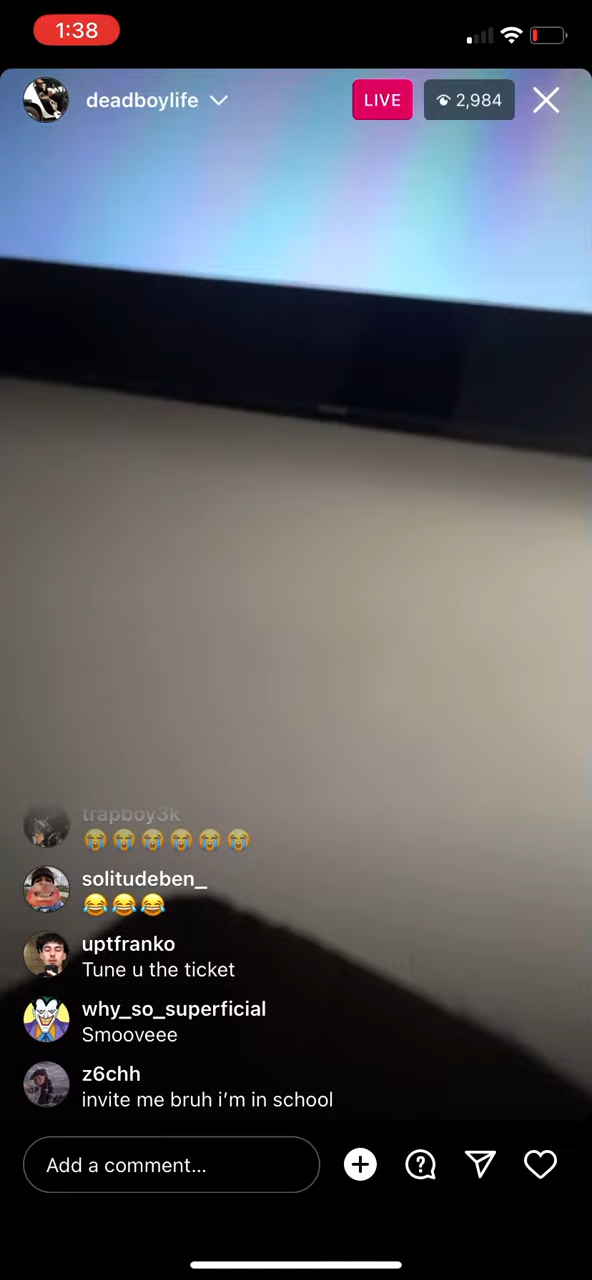 1:38
deadboylife
LIVE
2,984
trapboy3k
😭😭😭😭😭😭
solitudeben_
😂😂😂
uptfranko
Tune u the ticket
why_so_superficial
Smooveee
z6chh
invite me bruh i'm in school
Add a comment...